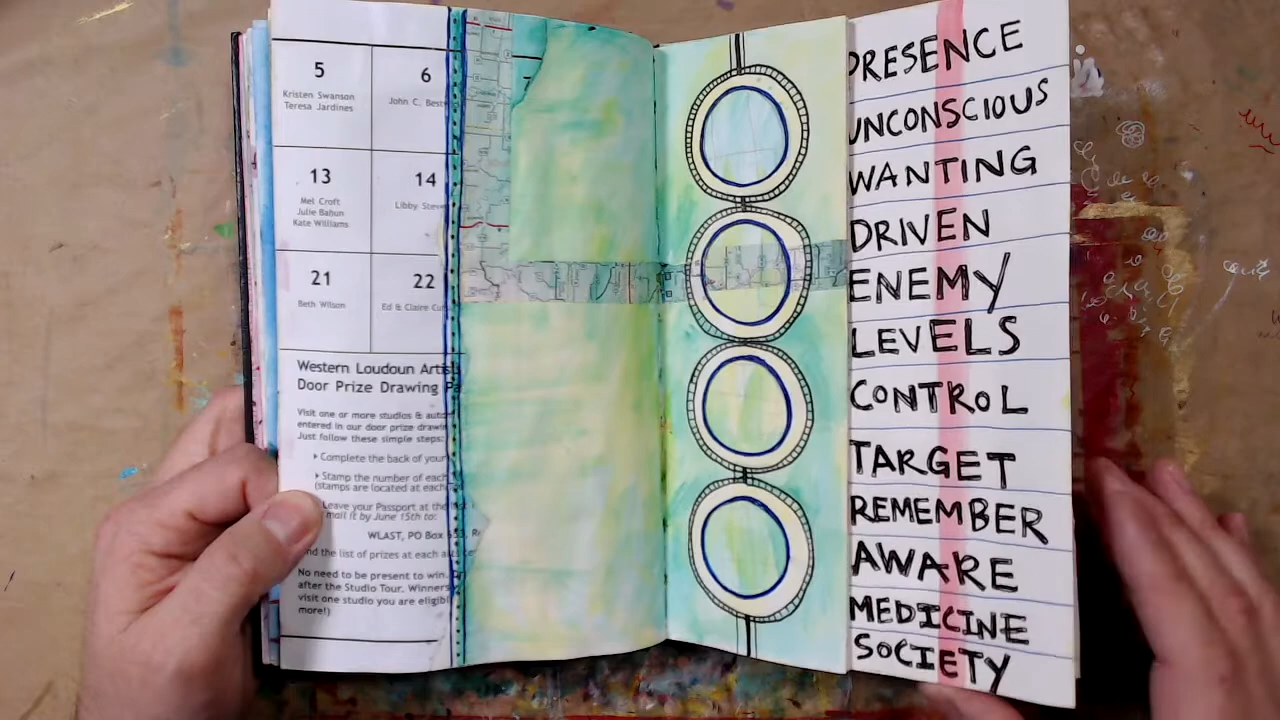 5
Kristen Swanson
Teresa Jardines
6
John C.
13
Mel Croft
Julie Bahun
Kate Williams
14
Libby
21
Beth Wilson
22
Ed & Claire
Western Loudoun
Door Prize Drawing
Visit one or more studios &
entered in our door prize
Just follow these simple steps:
Complete the back of your
Stamp the number of each
(stamps are located at each
Leave your Passport at the
mail it by June 15th to:
WLAST, PO Box
the list of prizes at each
No need to be present to win.
after the Studio Tour. Winners
visit one studio you are
more!)
PRESENCE
UNCONSCIOUS
WANTING
DRIVEN
ENEMY
LEVELS
CONTROL
TARGET
REMEMBER
AWARE
MEDICINE
SOCIETY